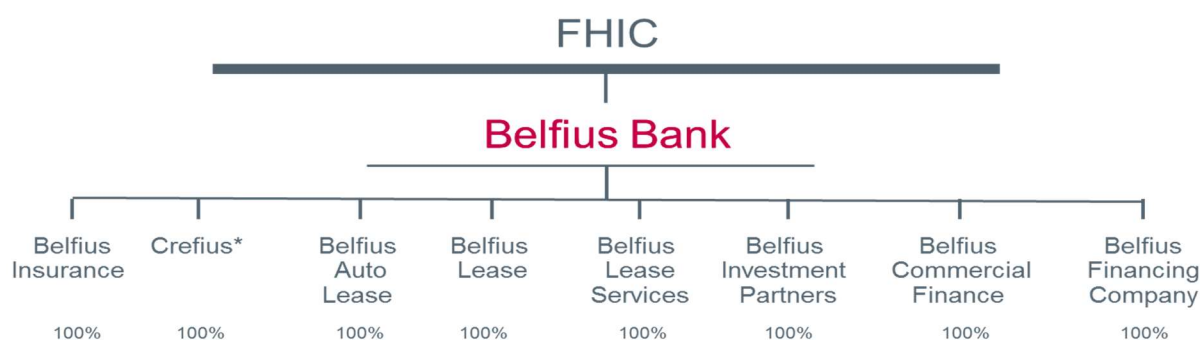 FHIC
Belfius Bank
Belfius
Insurance
100%
Crefius*
100%
Belfius
Auto
Lease
100%
Belfius
Lease
100%
Belfius
Lease
Services
100%
Belfius
Investment
Partners
100%
Belfius
Commercial
Finance
100%
Belfius
Financing
Company
100%